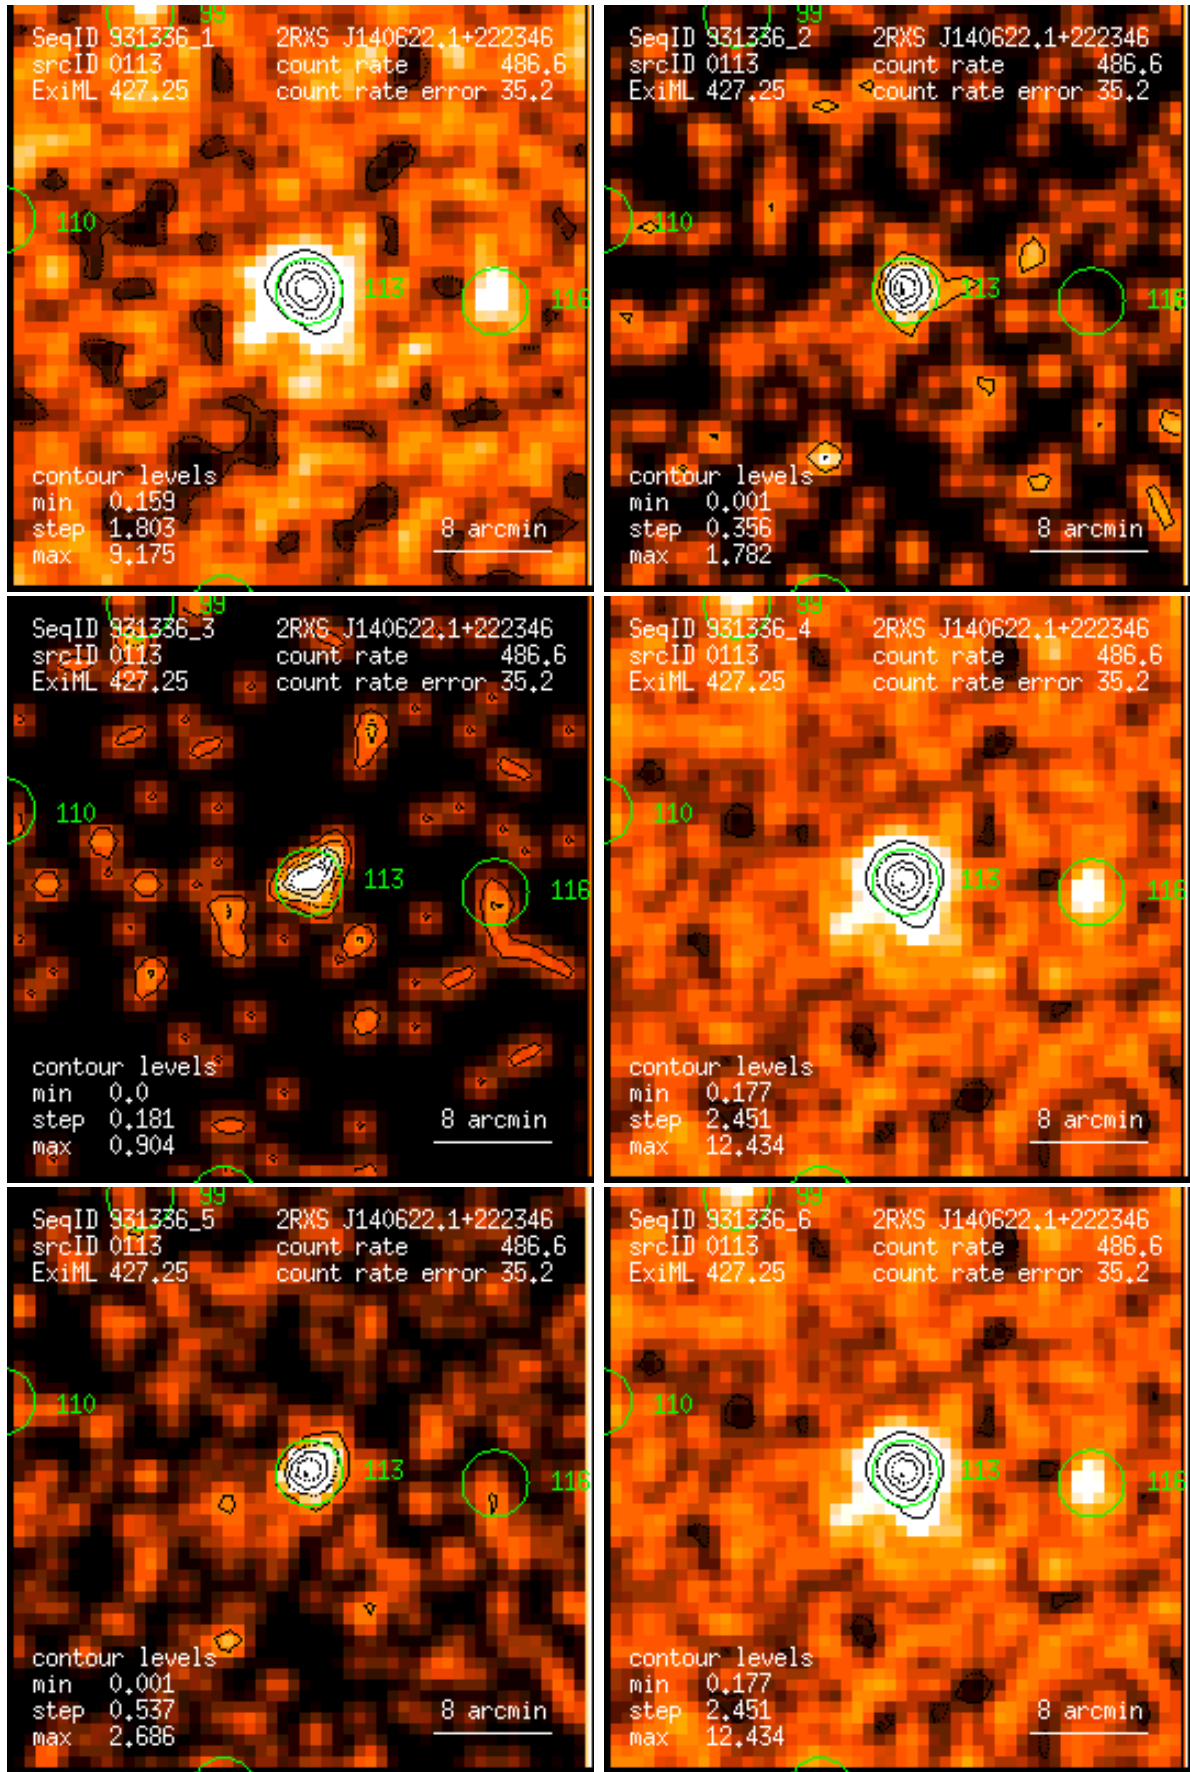 99
SeqID 931336_1 2RXS J140622.1+222346
srcID 0113 count rate 486.6
ExiML 427.25 count rate error 35.2
110
113
116
contour levels
min 0.159
step 1.803 8 arcmin
max 9.175
99
SeqID 931336_2 2RXS J140622.1+222346
srcID 0113 count rate 486.6
ExiML 427.25 count rate error 35.2
110
113
116
contour levels
min 0.001
step 0.356 8 arcmin
max 1.782
99
SeqID 931336_3 2RXS J140622.1+222346
srcID 0113 count rate 486.6
ExiML 427.25 count rate error 35.2
110
113
116
contour levels
min 0.0
step 0.181 8 arcmin
max 0.904
99
SeqID 931336_4 2RXS J140622.1+222346
srcID 0113 count rate 486.6
ExiML 427.25 count rate error 35.2
110
113
116
contour levels
min 0.177
step 2.451 8 arcmin
max 12.434
99
SeqID 931336_5 2RXS J140622.1+222346
srcID 0113 count rate 486.6
ExiML 427.25 count rate error 35.2
110
113
116
contour levels
min 0.001
step 0.537 8 arcmin
max 2.686
99
SeqID 931336_6 2RXS J140622.1+222346
srcID 0113 count rate 486.6
ExiML 427.25 count rate error 35.2
110
113
116
contour levels
min 0.177
step 2.451 8 arcmin
max 12.434